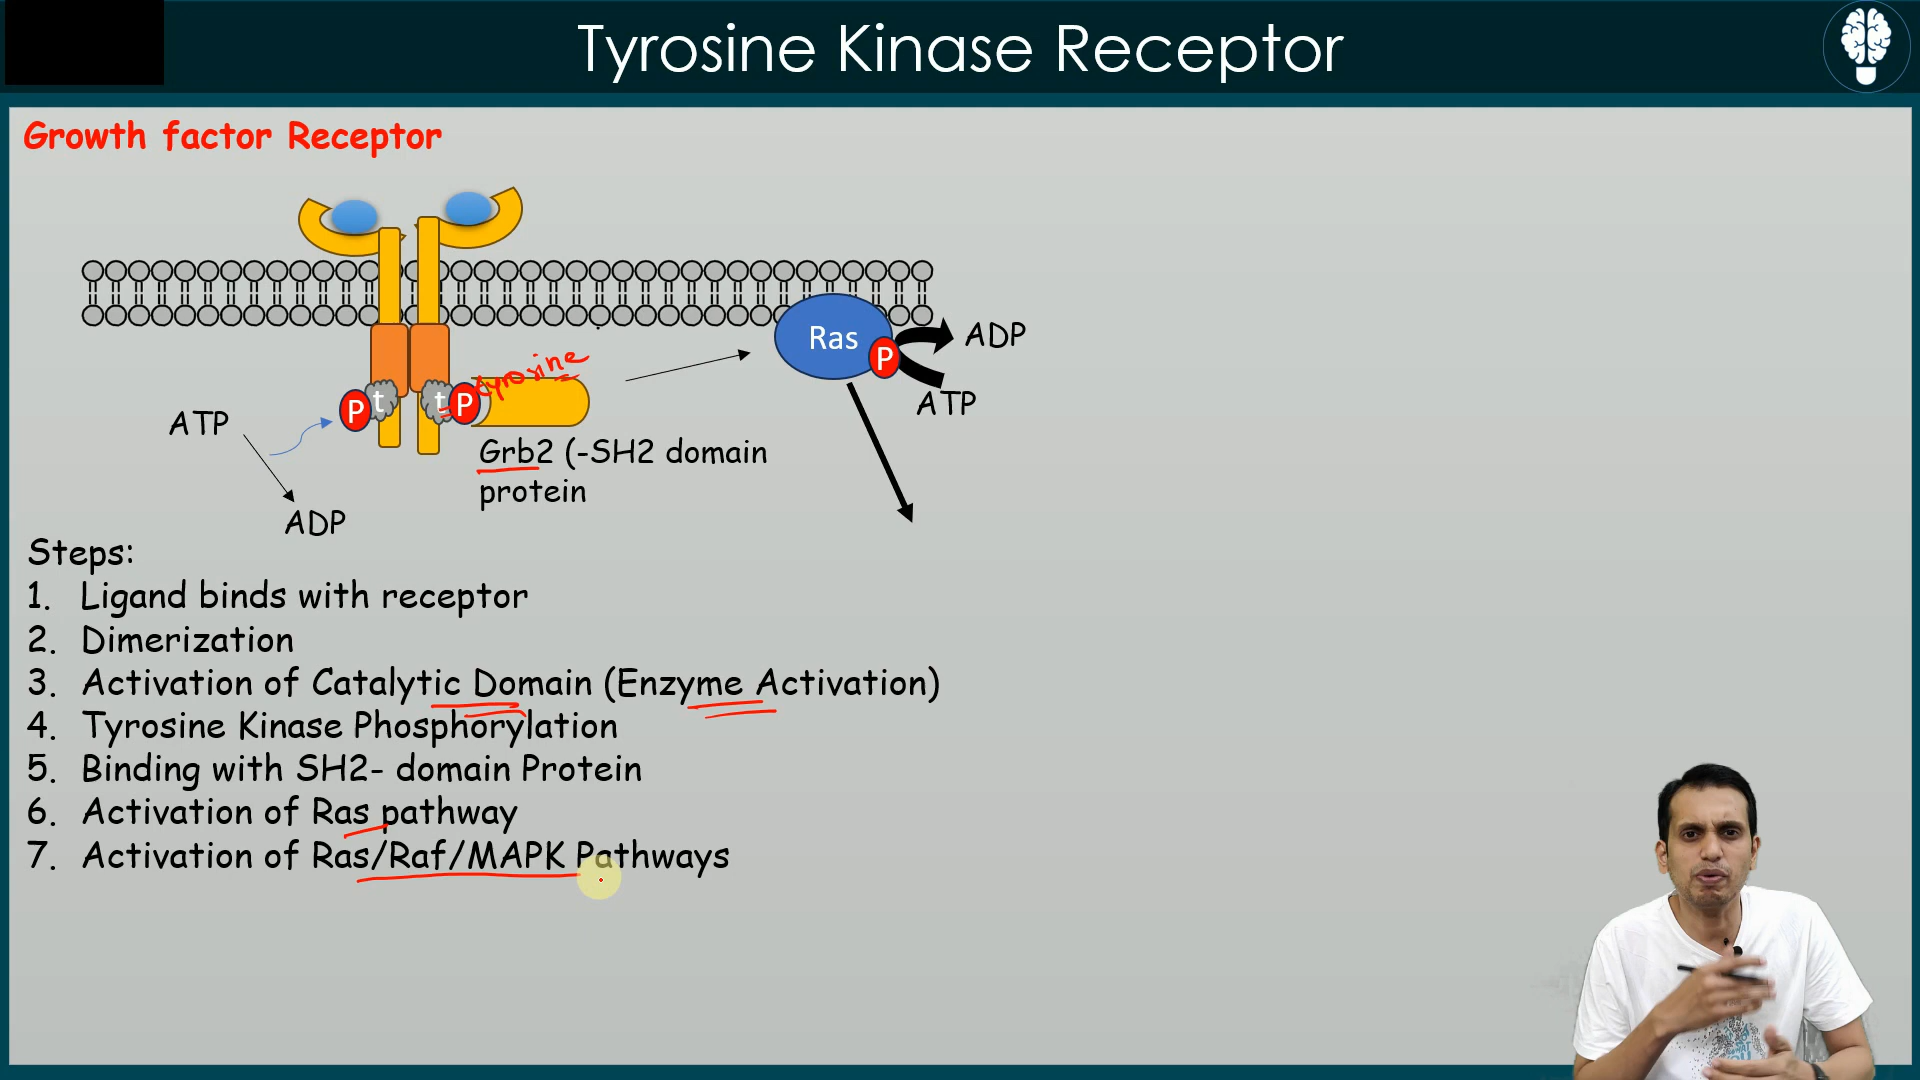 Tyrosine Kinase Receptor
Growth factor Receptor
Ras
P
ADP
ATP
tyrosine
P
t
t
P
ATP
ADP
Grb2 (-SH2 domain
protein
Steps:
1. Ligand binds with receptor
2. Dimerization
3. Activation of Catalytic Domain (Enzyme Activation)
4. Tyrosine Kinase Phosphorylation
5. Binding with SH2- domain Protein
6. Activation of Ras pathway
7. Activation of Ras/Raf/MAPK Pathways